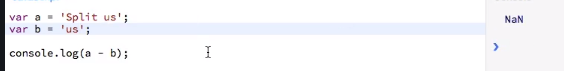 var a = 'Split us';
var b = 'us';
console.log(a - b);
NaN